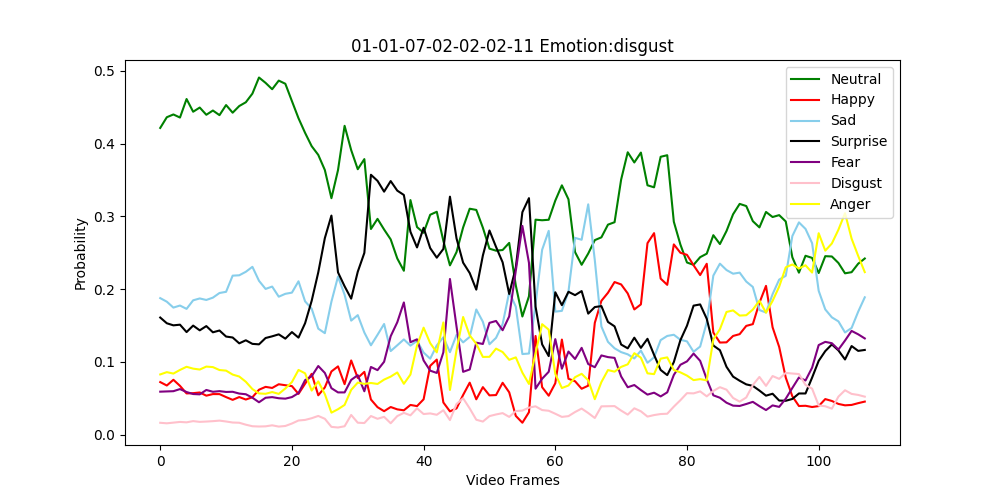 01-01-07-02-02-02-11 Emotion:disgust
0.5
0.4
0.3
0.2
0.1
0.0
Probability
0 20 40 60 80 100
Video Frames
Neutral
Happy
Sad
Surprise
Fear
Disgust
Anger